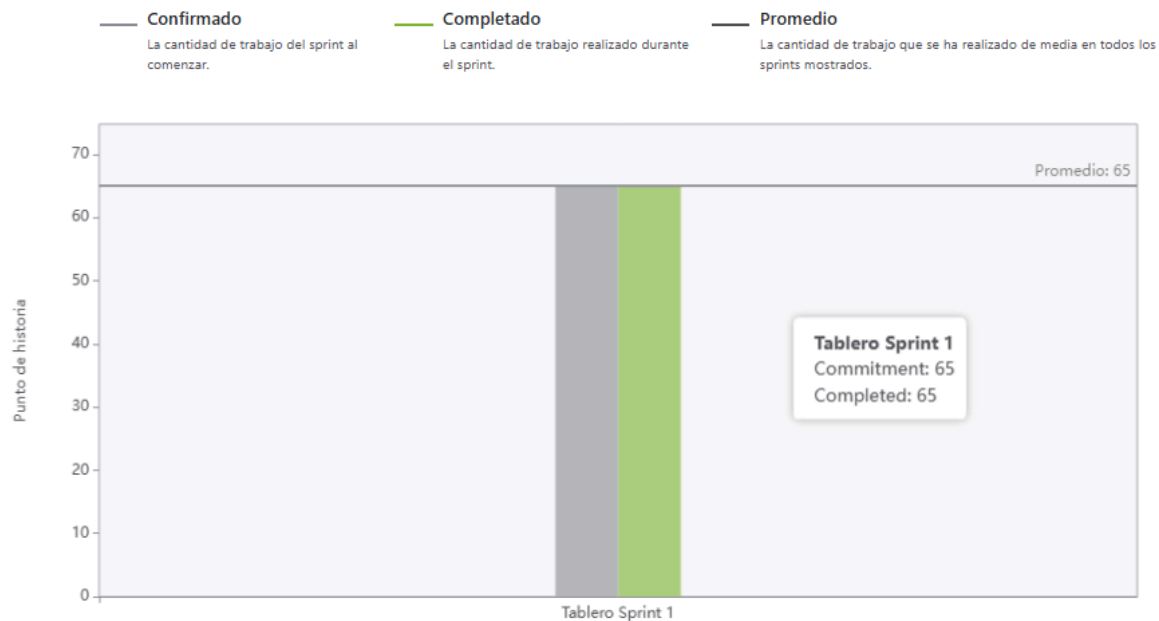 Confirmado
La cantidad de trabajo del sprint al
comenzar.
Completado
La cantidad de trabajo realizado durante
el sprint.
Promedio
La cantidad de trabajo que se ha realizado de media en todos los
sprints mostrados.
Punto de historia
70
60
50
40
30
20
10
0
Promedio: 65
Tablero Sprint 1
Commitment: 65
Completed: 65
Tablero Sprint 1